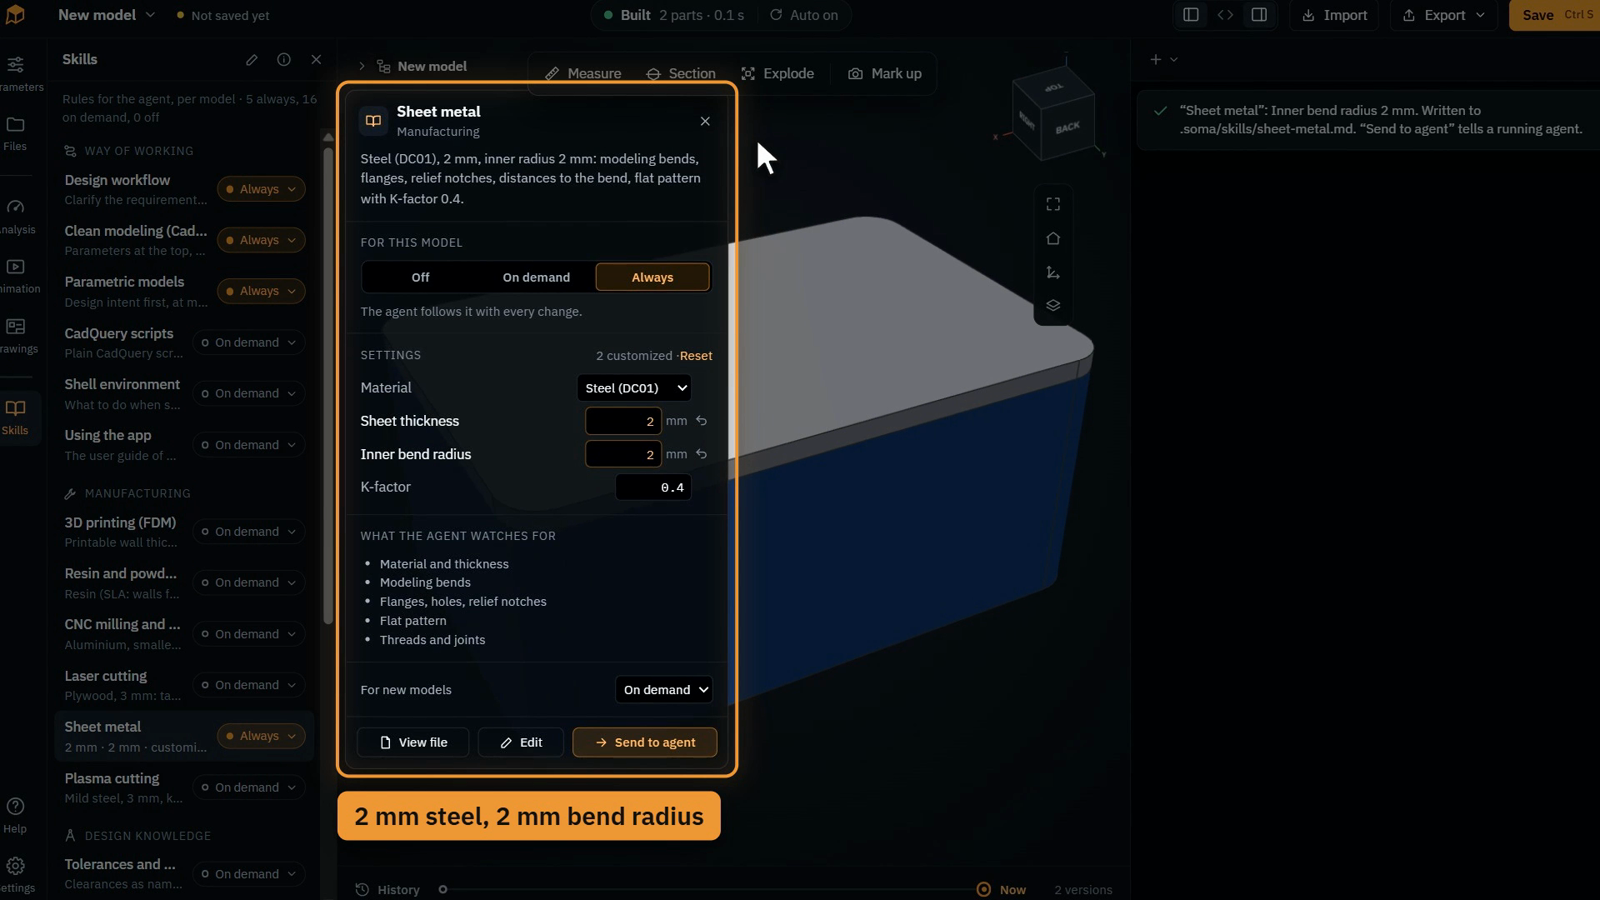 New model
Not saved yet
Built 2 parts · 0.1 s
Auto on
Import
Export
Save Ctrl S
Skills
Rules for the agent, per model · 5 always, 16
on demand, 0 off
WAY OF WORKING
Design workflow
Clarify the requirement...
Always
Clean modeling (Cad...
Parameters at the top, ...
Always
Parametric models
Design intent first, at m...
Always
CadQuery scripts
Plain CadQuery scr...
On demand
Shell environment
What to do when s...
On demand
Using the app
The user guide of ...
On demand
MANUFACTURING
3D printing (FDM)
Printable wall thic...
On demand
Resin and powd...
Resin (SLA: walls f...
On demand
CNC milling and ...
Aluminium, smalle...
On demand
Laser cutting
Plywood, 3 mm: ta...
On demand
Sheet metal
2 mm · 2 mm · customi...
Always
Plasma cutting
Mild steel, 3 mm, k...
On demand
DESIGN KNOWLEDGE
Tolerances and ...
Clearances as nam...
On demand
rameters
Files
nalysis
nimation
rawings
Skills
Help
ettings
New model
Measure
Section
Explode
Mark up
Sheet metal
Manufacturing
Steel (DC01), 2 mm, inner radius 2 mm: modeling bends,
flanges, relief notches, distances to the bend, flat pattern
with K-factor 0.4.
FOR THIS MODEL
Off
On demand
Always
The agent follows it with every change.
SETTINGS
2 customized · Reset
Material
Steel (DC01)
Sheet thickness
2 mm
Inner bend radius
2 mm
K-factor
0.4
WHAT THE AGENT WATCHES FOR
• Material and thickness
• Modeling bends
• Flanges, holes, relief notches
• Flat pattern
• Threads and joints
For new models
On demand
View file
Edit
Send to agent
2 mm steel, 2 mm bend radius
TOP
RIGHT
BACK
x
Y
History
Now
2 versions
“Sheet metal”: Inner bend radius 2 mm. Written to
.soma/skills/sheet-metal.md. “Send to agent” tells a running agent.